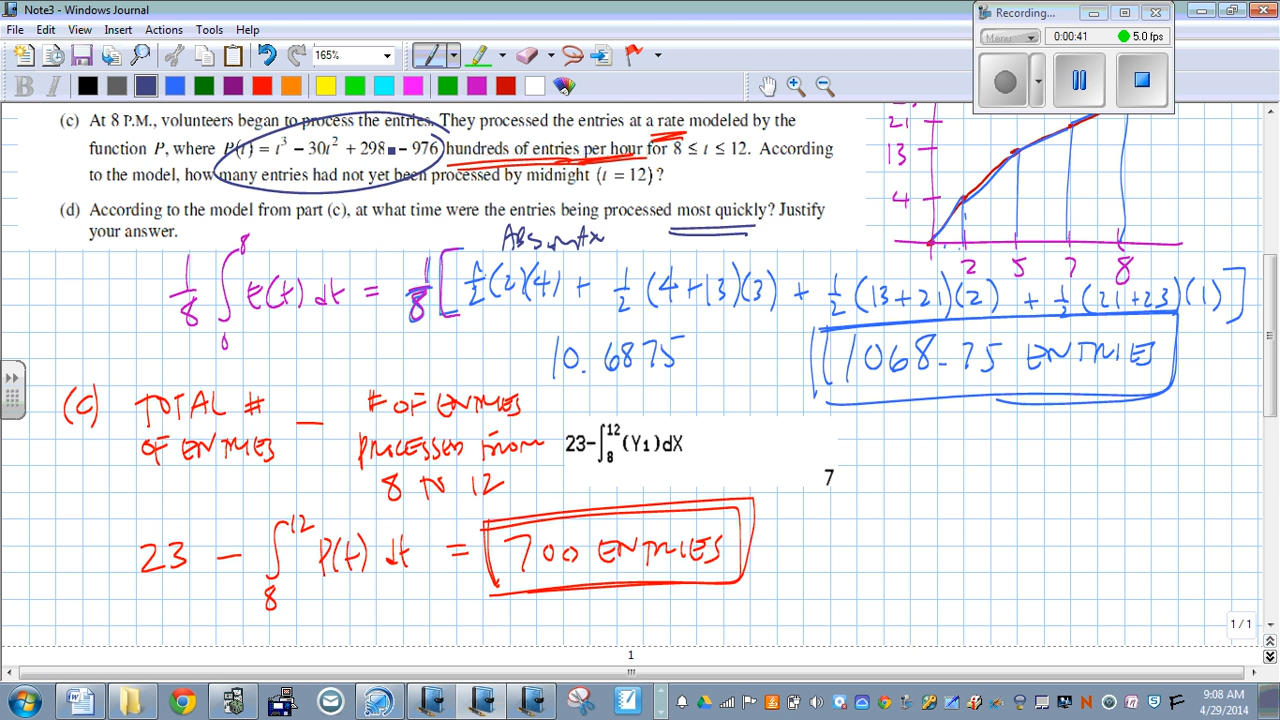 Note3 - Windows Journal
File Edit View Insert Actions Tools Help
165%
Recording...
Menu
0:00:41
5.0 fps
(c) At 8 P.M., volunteers began to process the entries. They processed the entries at a rate modeled by the
function P, where P(t) = t³ − 30t² + 298 − 976 hundreds of entries per hour for 8 ≤ t ≤ 12. According
to the model, how many entries had not yet been processed by midnight (t = 12)?
(d) According to the model from part (c), at what time were the entries being processed most quickly? Justify
your answer.
ABS MAX
21
13
4
2 5 7 8
1/8 ∫₀⁸ E(t) dt = 1/8 [ 1/2 (2)(4) + 1/2 (4+13)(3) + 1/2 (13+21)(2) + 1/2 (21+23)(1) ]
10.6875
1068.75 ENTRIES
(C) TOTAL # — # OF ENTRIES
OF ENTRIES PROCESSED FROM
8 TO 12
23-∫₈¹²(Y1)dX
7
23 − ∫₈¹² P(t) dt = 700 ENTRIES
1 / 1
1
9:08 AM
4/29/2014